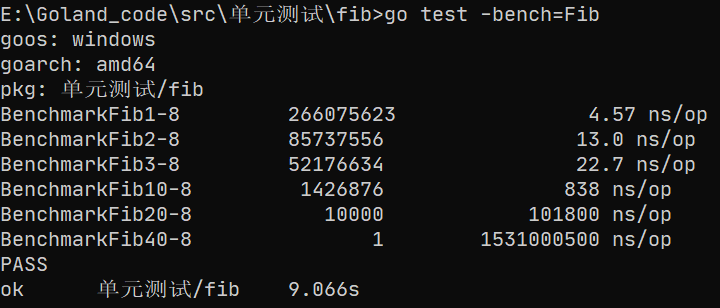 E:\Goland_code\src\单元测试\fib>go test -bench=Fib
goos: windows
goarch: amd64
pkg: 单元测试/fib
BenchmarkFib1-8         266075623                4.57 ns/op
BenchmarkFib2-8         85737556                13.0 ns/op
BenchmarkFib3-8         52176634                22.7 ns/op
BenchmarkFib10-8         1426876               838 ns/op
BenchmarkFib20-8           10000            101800 ns/op
BenchmarkFib40-8               1        1531000500 ns/op
PASS
ok      单元测试/fib    9.066s